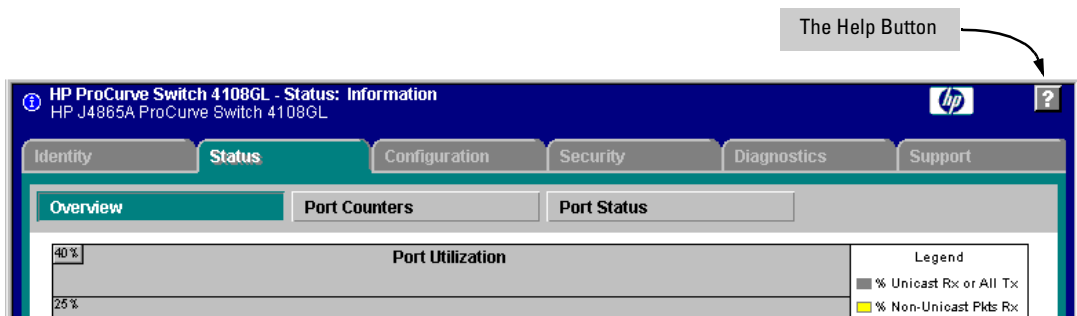 The Help Button
HP ProCurve Switch 4108GL - Status: Information
HP J4865A ProCurve Switch 4108GL
hp
?
Identity
Status
Configuration
Security
Diagnostics
Support
Overview
Port Counters
Port Status
40 %
Port Utilization
Legend
% Unicast Rx or All Tx
25 %
% Non-Unicast Pkts Rx